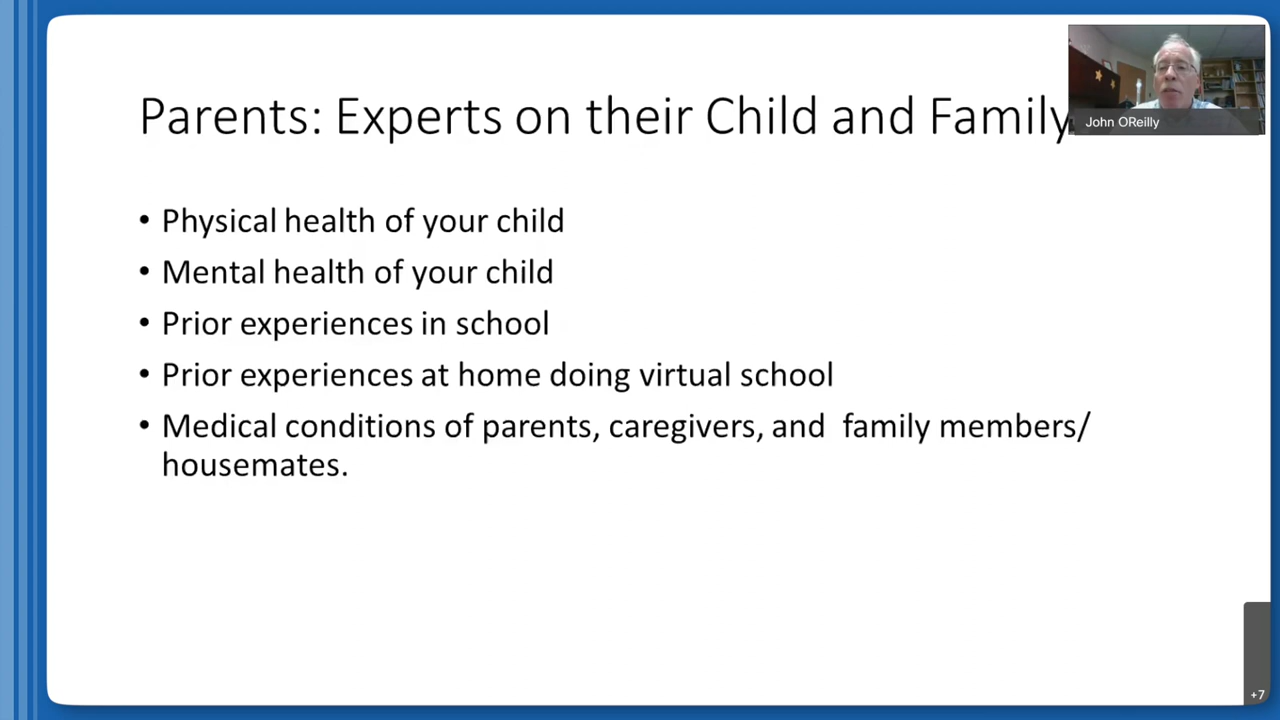 Parents: Experts on their Child and Family
John OReilly
• Physical health of your child
• Mental health of your child
• Prior experiences in school
• Prior experiences at home doing virtual school
• Medical conditions of parents, caregivers, and family members/
housemates.
+7